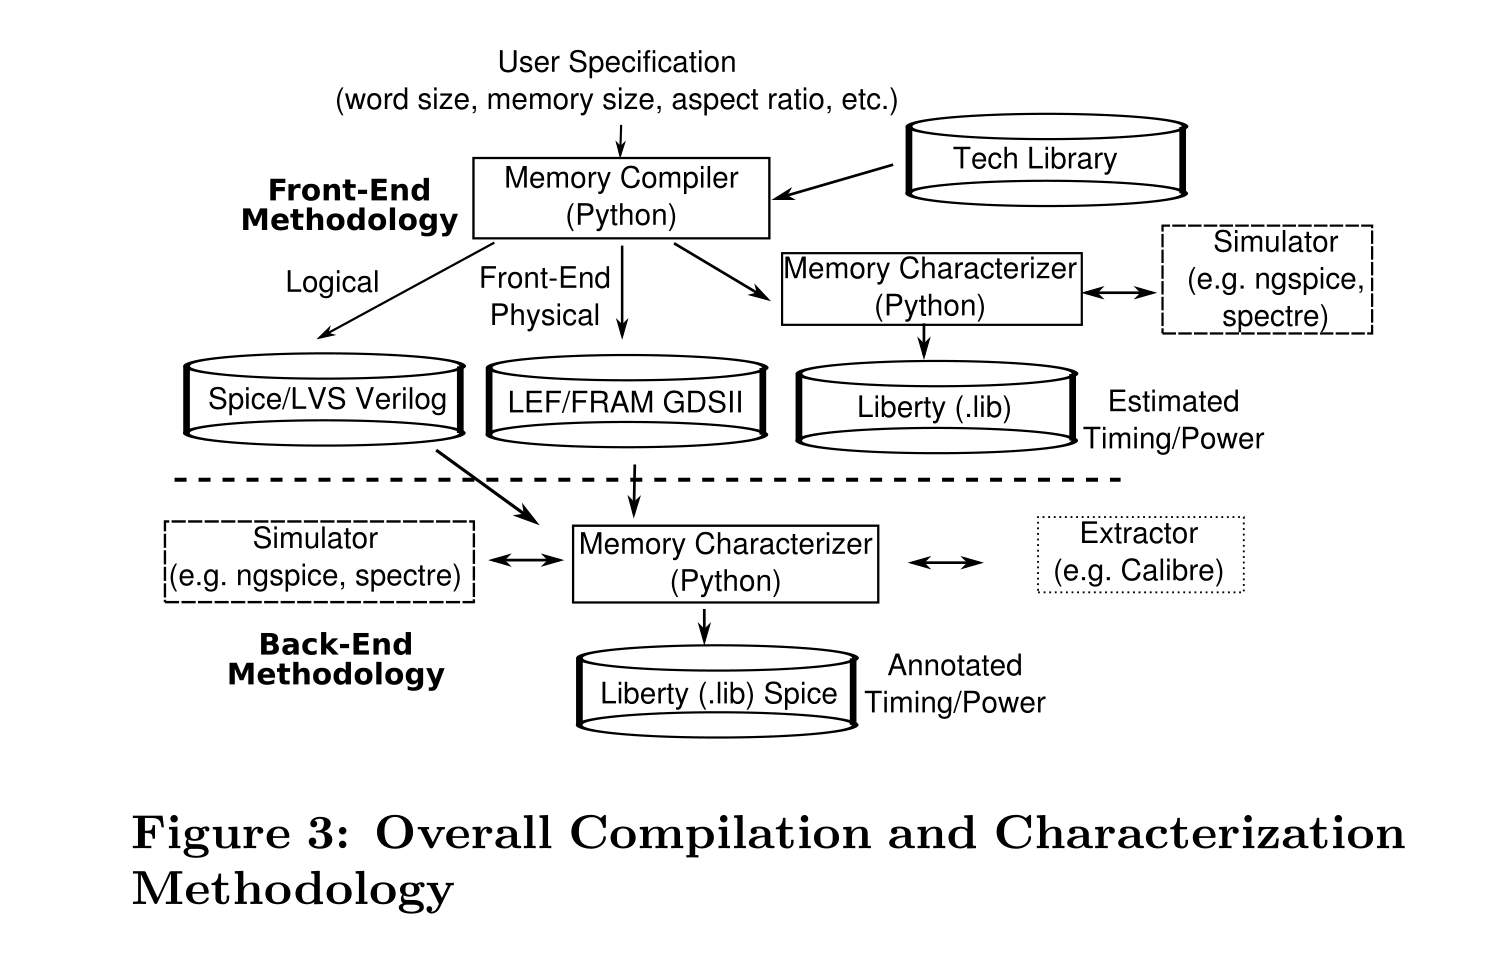 User Specification
(word size, memory size, aspect ratio, etc.)
Tech Library
Memory Compiler
(Python)
Front-End
Methodology
Logical
Front-End
Physical
Memory Characterizer
(Python)
Simulator
(e.g. ngspice,
spectre)
Spice/LVS Verilog
LEF/FRAM GDSII
Liberty (.lib)
Estimated
Timing/Power
Simulator
(e.g. ngspice, spectre)
Memory Characterizer
(Python)
Extractor
(e.g. Calibre)
Back-End
Methodology
Liberty (.lib) Spice
Annotated
Timing/Power
Figure 3: Overall Compilation and Characterization
Methodology